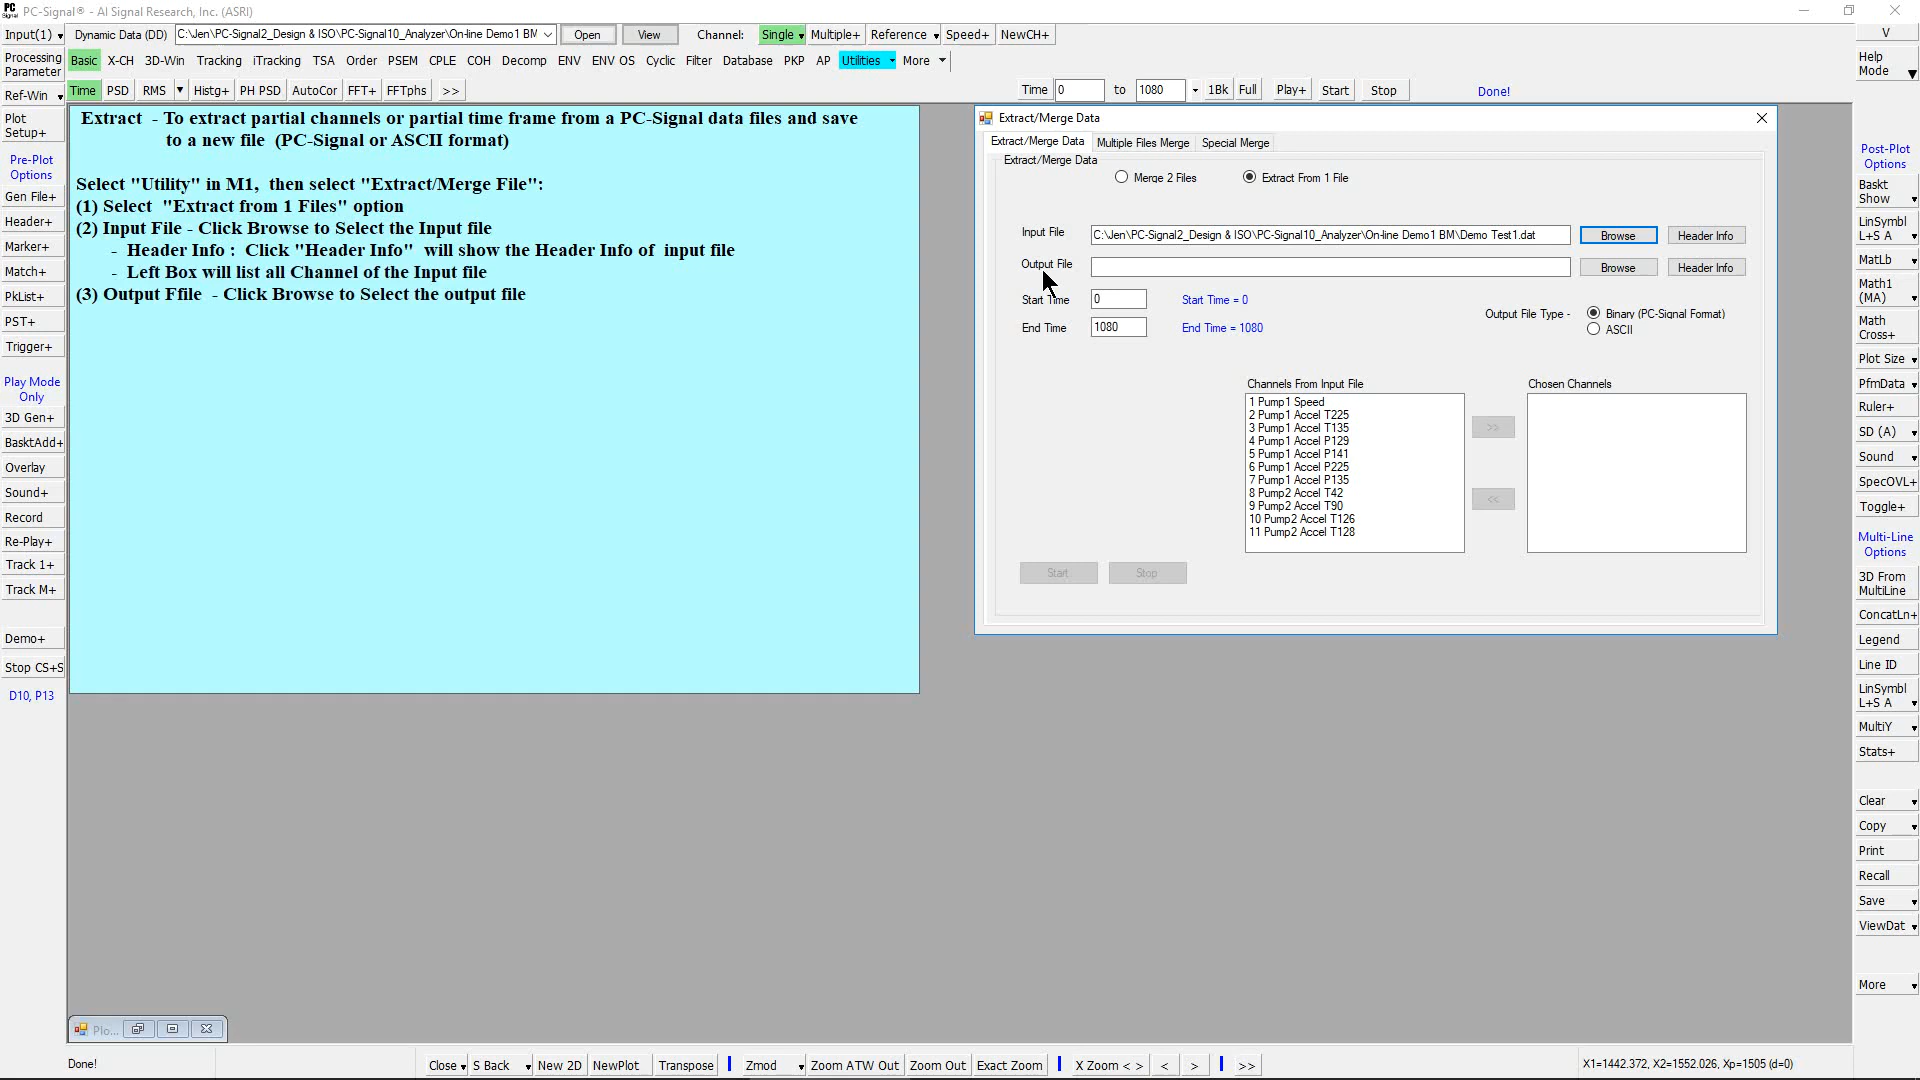 PC-Signal® - AI Signal Research, Inc. (ASRI)
Input(1)
Dynamic Data (DD)
C:\Jen\PC-Signal2_Design & ISO\PC-Signal10_Analyzer\On-line Demo1 BM
Open
View
Channel:
Single
Multiple+
Reference
Speed+
NewCH+
V
Processing Parameter
Basic
X-CH
3D-Win
Tracking
iTracking
TSA
Order
PSEM
CPLE
COH
Decomp
ENV
ENV OS
Cyclic
Filter
Database
PKP
AP
Utilities
More
Help Mode
Ref-Win
Time
PSD
RMS
Histg+
PH PSD
AutoCor
FFT+
FFTphs
>>
Time
0
to
1080
1Bk
Full
Play+
Start
Stop
Done!
Plot Setup+
Pre-Plot Options
Gen File+
Header+
Marker+
Match+
PkList+
PST+
Trigger+
Play Mode Only
3D Gen+
BasktAdd+
Overlay
Sound+
Record
Re-Play+
Track 1+
Track M+
Demo+
Stop CS+S
D10, P13
Extract - To extract partial channels or partial time frame from a PC-Signal data files and save
to a new file (PC-Signal or ASCII format)
Select "Utility" in M1, then select "Extract/Merge File":
(1) Select "Extract from 1 Files" option
(2) Input File - Click Browse to Select the Input file
- Header Info : Click "Header Info" will show the Header Info of input file
- Left Box will list all Channel of the Input file
(3) Output Ffile - Click Browse to Select the output file
Extract/Merge Data
Extract/Merge Data
Multiple Files Merge
Special Merge
Extract/Merge Data
Merge 2 Files
Extract From 1 File
Input File
C:\Jen\PC-Signal2_Design & ISO\PC-Signal10_Analyzer\On-line Demo1 BM\Demo Test1.dat
Browse
Header Info
Output File
Browse
Header Info
Start Time
0
Start Time = 0
End Time
1080
End Time = 1080
Output File Type -
Binary (PC-Signal Format)
ASCII
Channels From Input File
1 Pump1 Speed
2 Pump1 Accel T225
3 Pump1 Accel T135
4 Pump1 Accel P129
5 Pump1 Accel P141
6 Pump1 Accel P225
7 Pump1 Accel P135
8 Pump2 Accel T42
9 Pump2 Accel T90
10 Pump2 Accel T126
11 Pump2 Accel T128
>>
<<
Chosen Channels
Start
Stop
Post-Plot Options
Baskt Show
LinSymbl L+S A
MatLb
Math1 (MA)
Math Cross+
Plot Size
PfmData
Ruler+
SD (A)
Sound
SpecOVL+
Toggle+
Multi-Line Options
3D From MultiLine
ConcatLn+
Legend
Line ID
LinSymbl L+S A
MultiY
Stats+
Clear
Copy
Print
Recall
Save
ViewDat
More
Plo...
Done!
Close
S Back
New 2D
NewPlot
Transpose
Zmod
Zoom ATW Out
Zoom Out
Exact Zoom
X Zoom < >
<
>
>>
X1=1442.372, X2=1552.026, Xp=1505 (d=0)